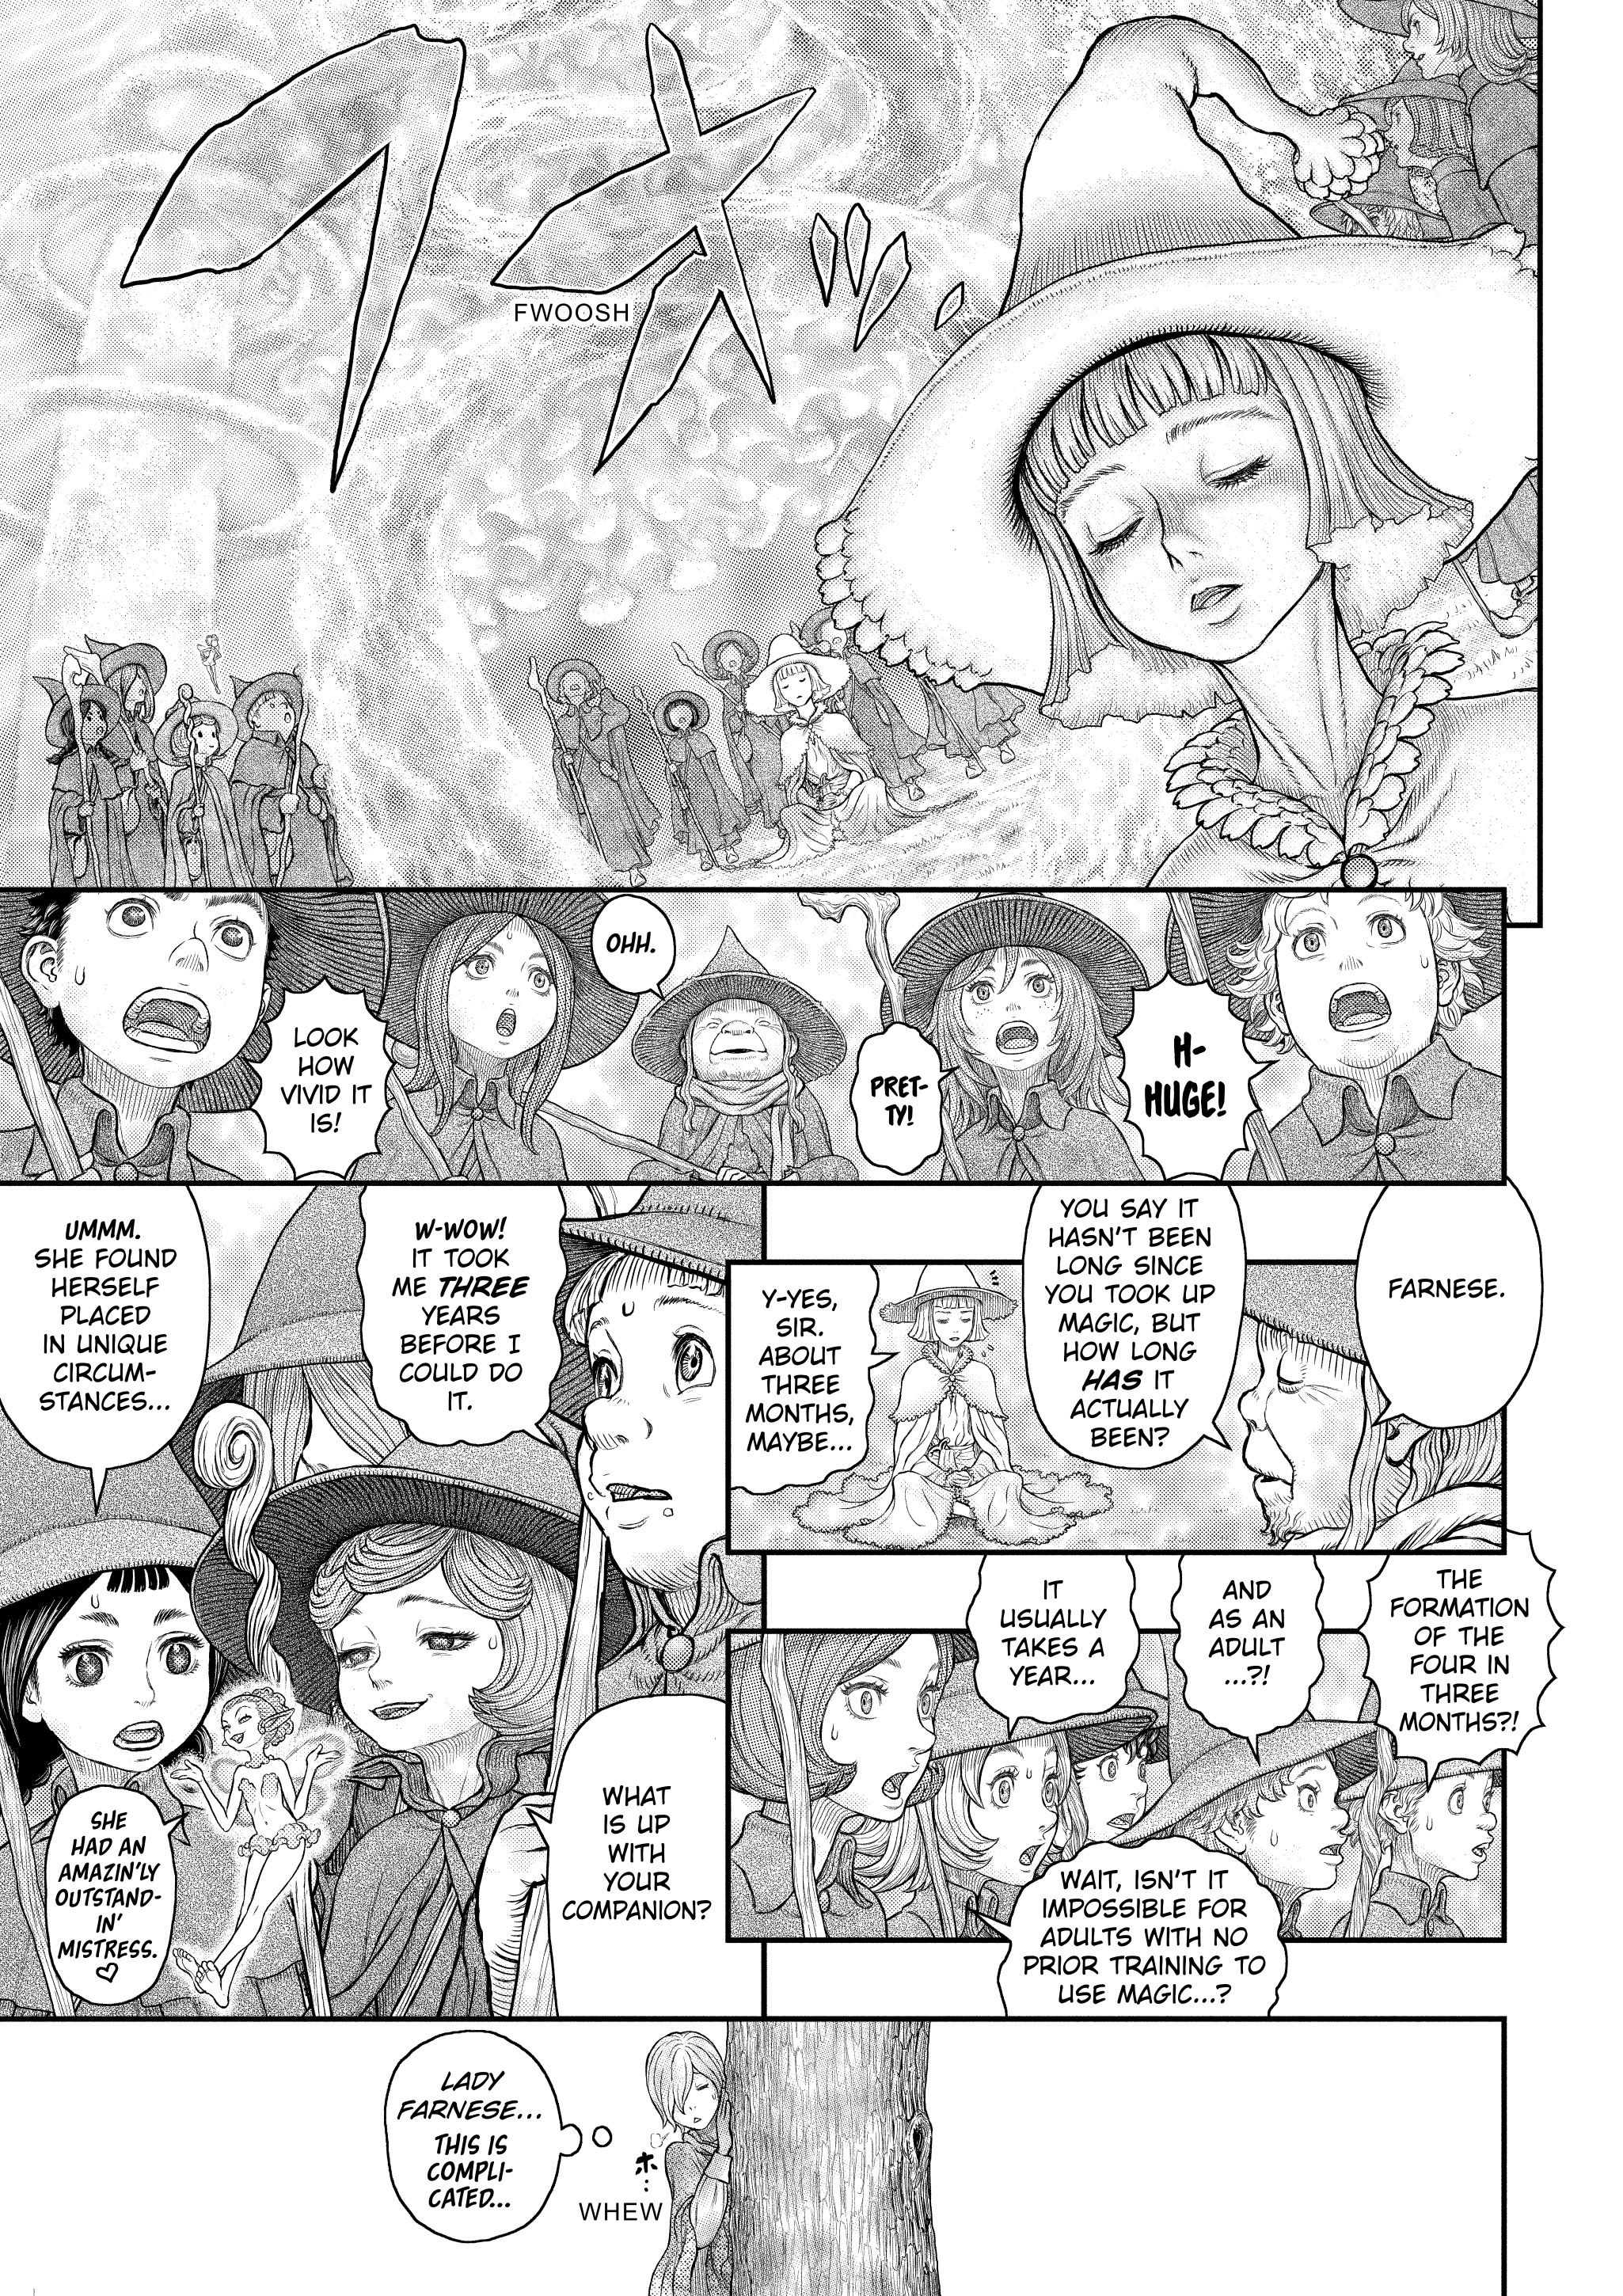 フオッ
FWOOSH
H-
HUGE!
PRET-
TY!
OHH.
LOOK
HOW
VIVID IT
IS!
FARNESE.
YOU SAY IT
HASN'T BEEN
LONG SINCE
YOU TOOK UP
MAGIC, BUT
HOW LONG
HAS IT
ACTUALLY
BEEN?
Y-YES,
SIR.
ABOUT
THREE
MONTHS,
MAYBE...
THE
FORMATION
OF THE
FOUR IN
THREE
MONTHS?!
AND
AS AN
ADULT
...?!
IT
USUALLY
TAKES A
YEAR...
WAIT, ISN'T IT
IMPOSSIBLE FOR
ADULTS WITH NO
PRIOR TRAINING TO
USE MAGIC...?
W-WOW!
IT TOOK
ME THREE
YEARS
BEFORE I
COULD DO
IT.
WHAT
IS UP
WITH
YOUR
COMPANION?
UMMM.
SHE FOUND
HERSELF
PLACED
IN UNIQUE
CIRCUM-
STANCES...
SHE
HAD AN
AMAZIN'LY
OUTSTAND-
IN'
MISTRESS.
♡
LADY
FARNESE...
THIS IS
COMPLI-
CATED...
ホ…
WHEW